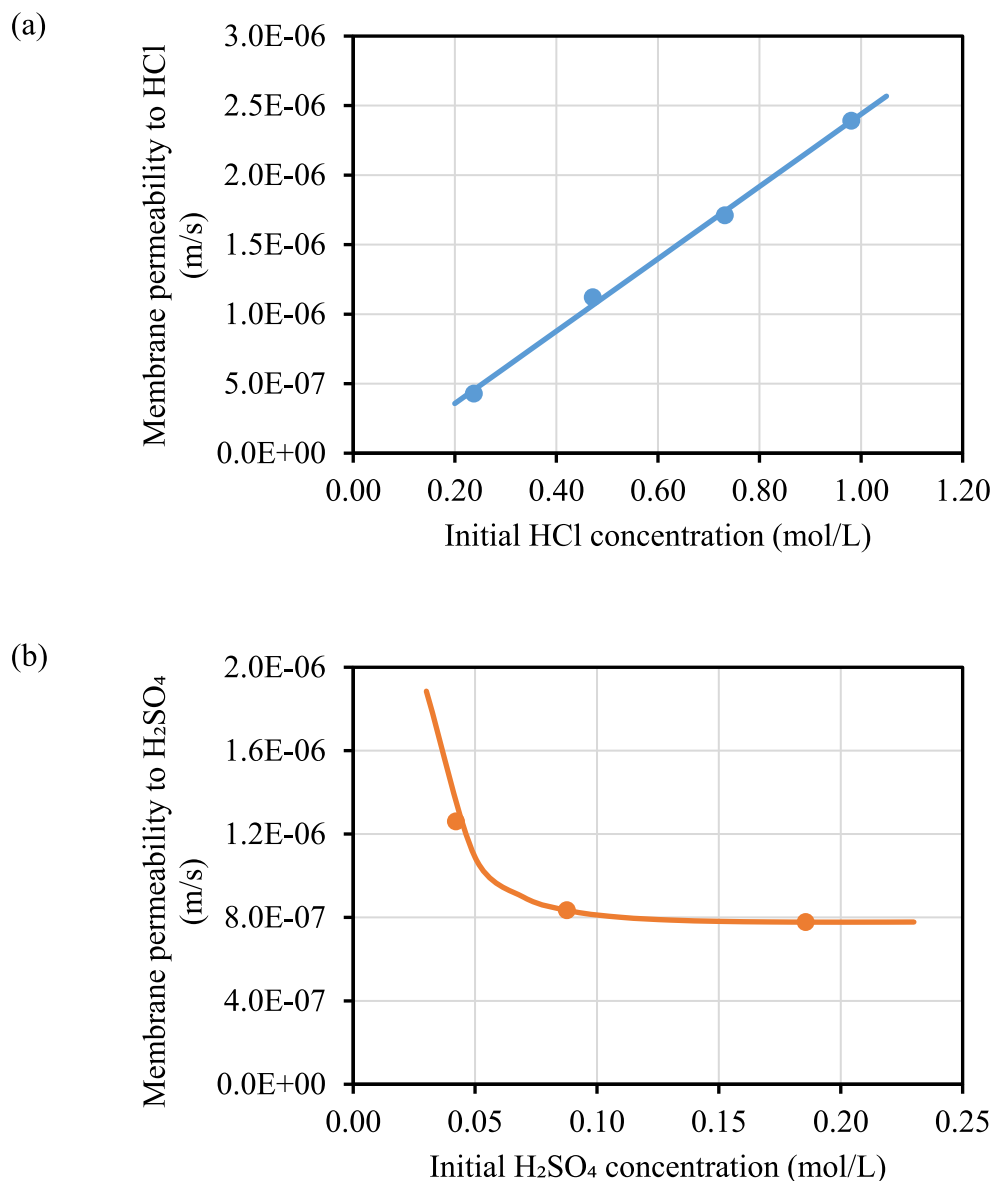 (a)
Membrane permeability to HCl
(m/s)
3.0E-06
2.5E-06
2.0E-06
1.5E-06
1.0E-06
5.0E-07
0.0E+00
0.00 0.20 0.40 0.60 0.80 1.00 1.20
Initial HCl concentration (mol/L)
(b)
Membrane permeability to H₂SO₄
(m/s)
2.0E-06
1.6E-06
1.2E-06
8.0E-07
4.0E-07
0.0E+00
0.00 0.05 0.10 0.15 0.20 0.25
Initial H₂SO₄ concentration (mol/L)